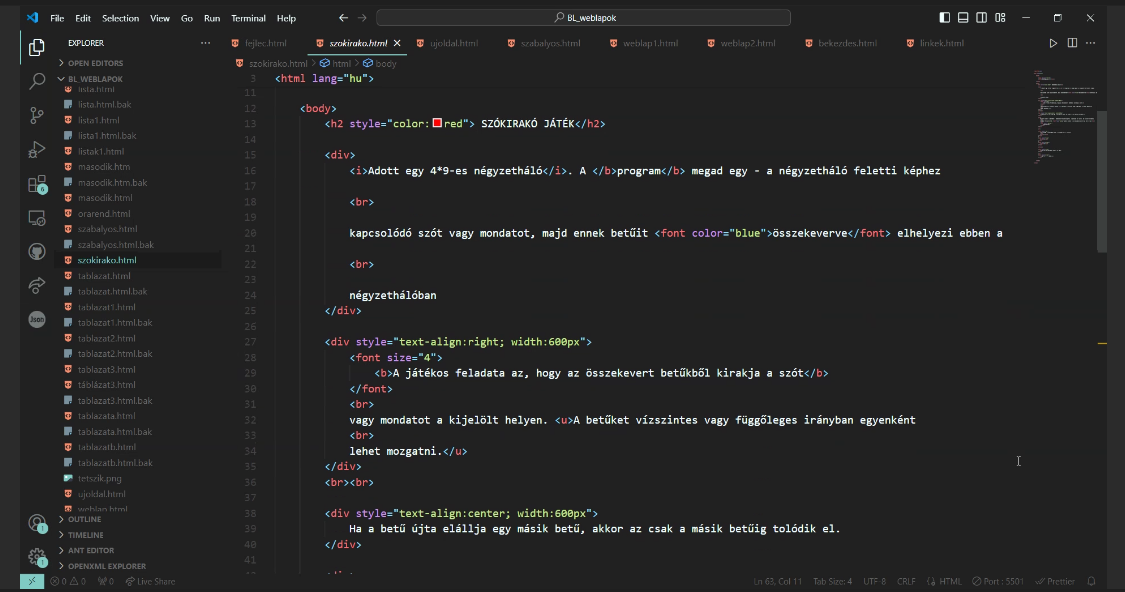 File Edit Selection View Go Run Terminal Help BL_weblapok
EXPLORER
fejlec.html szokirako.html ujoldal.html szabalyos.html weblap1.html weblap2.html bekezdes.html linkek.html
OPEN EDITORS
szokirako.html > html > body
BL_WEBLAPOK
lista.html
lista.html.bak
lista1.html
lista1.html.bak
listak1.html
masodik.htm
masodik.htm.bak
masodik.html
orarend.html
szabalyos.html
szabalyos.html.bak
szokirako.html
tablazat.html
tablazat.html.bak
tablazat1.html
tablazat1.html.bak
tablazat2.html
tablazat2.html.bak
tablazat3.html
táblázat3.html
tablazat3.html.bak
tablazata.html
tablazata.html.bak
tablazatb.html
tablazatb.html.bak
tetszik.png
ujoldal.html
weblap.html
OUTLINE
TIMELINE
ANT EDITOR
OPENXML EXPLORER
3 <html lang="hu">
11
12 <body>
13 <h2 style="color:red"> SZÓKIRAKÓ JÁTÉK</h2>
14
15 <div>
16 <i>Adott egy 4*9-es négyzetháló</i>. A </b>program</b> megad egy - a négyzetháló feletti képhez
17
18 <br>
19
20 kapcsolódó szót vagy mondatot, majd ennek betűit <font color="blue">összekeverve</font> elhelyezi ebben a
21
22 <br>
23
24 négyzethálóban
25 </div>
26
27 <div style="text-align:right; width:600px">
28 <font size="4">
29 <b>A játékos feladata az, hogy az összekevert betűkből kirakja a szót</b>
30 </font>
31 <br>
32 vagy mondatot a kijelölt helyen. <u>A betűket vízszintes vagy függőleges irányban egyenként
33 <br>
34 lehet mozgatni.</u>
35 </div>
36 <br><br>
37
38 <div style="text-align:center; width:600px">
39 Ha a betű újta elállja egy másik betű, akkor az csak a másik betűig tolódik el.
40 </div>
41
6
Json
1
1
0 0 0 Live Share Ln 63, Col 11 Tab Size: 4 UTF-8 CRLF HTML Port : 5501 Prettier